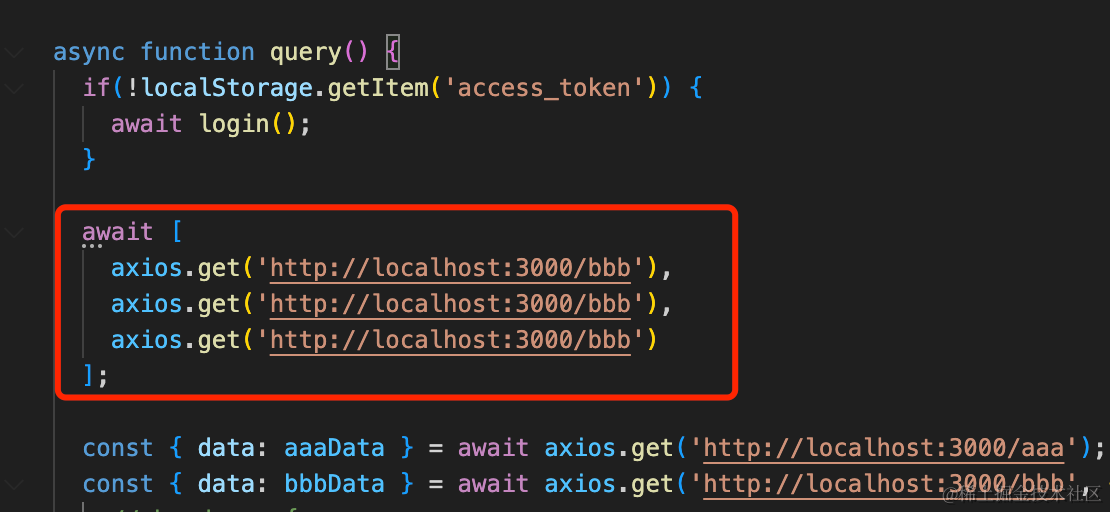 async function query() {
if(!localStorage.getItem('access_token')) {
await login();
}
await [
axios.get('http://localhost:3000/bbb'),
axios.get('http://localhost:3000/bbb'),
axios.get('http://localhost:3000/bbb')
];
const { data: aaaData } = await axios.get('http://localhost:3000/aaa');
const { data: bbbData } = await axios.get('http://localhost:3000/bbb',
@稀土掘金技术社区